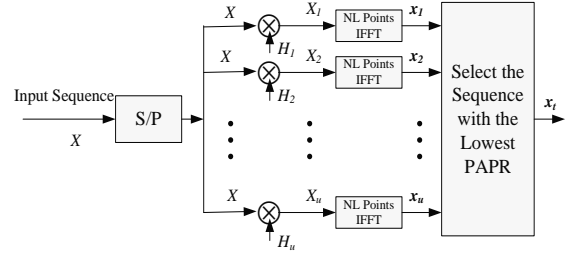 X X₁ NL Points IFFT x₁
H₁
X X₂ NL Points IFFT x₂
H₂
Input Sequence
X
S/P
X Xᵤ NL Points IFFT xᵤ
Hᵤ
Select the
Sequence
with the
Lowest
PAPR
xₜ